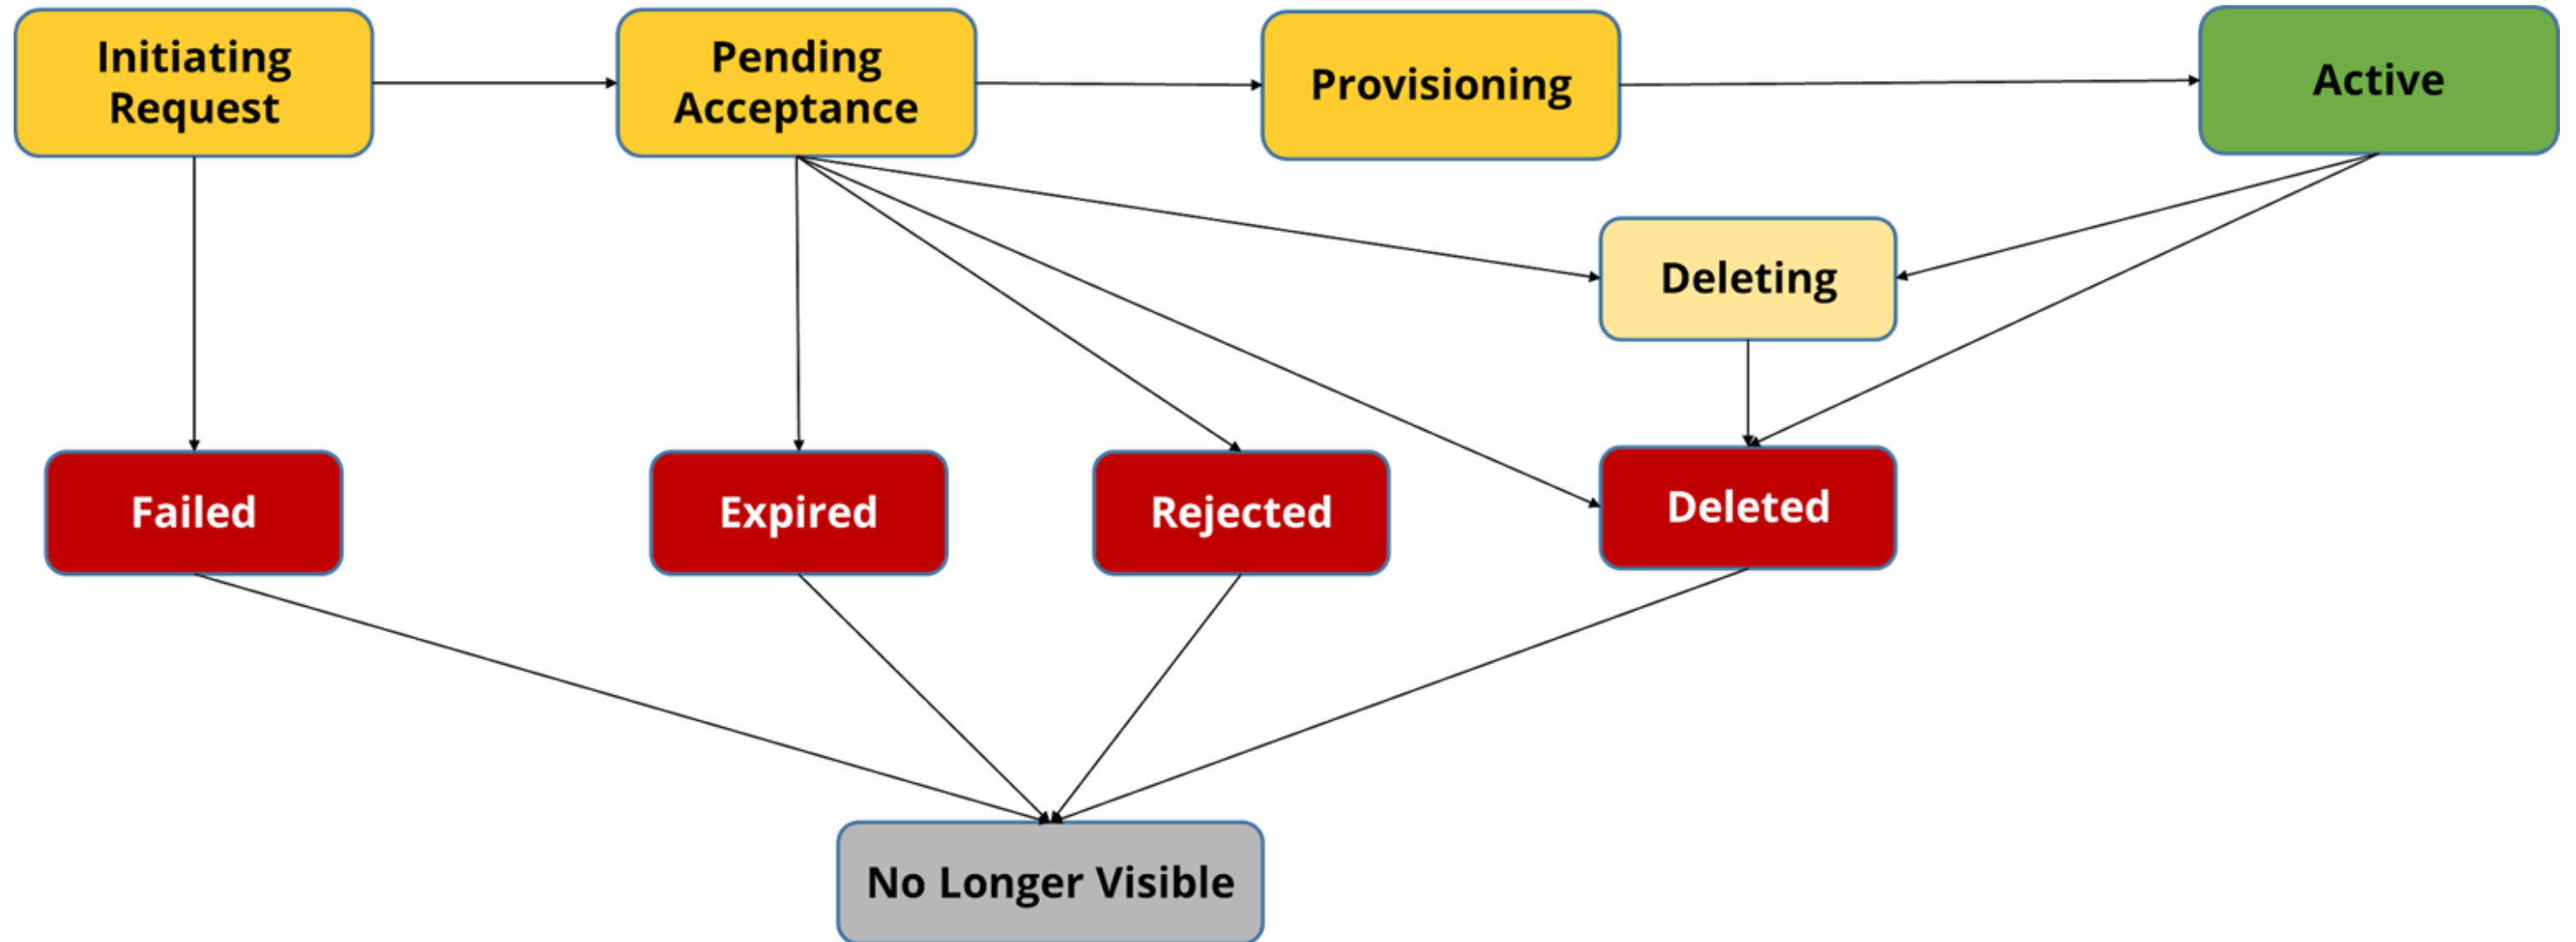 Initiating
Request
Pending
Acceptance
Provisioning
Active
Deleting
Failed
Expired
Rejected
Deleted
No Longer Visible